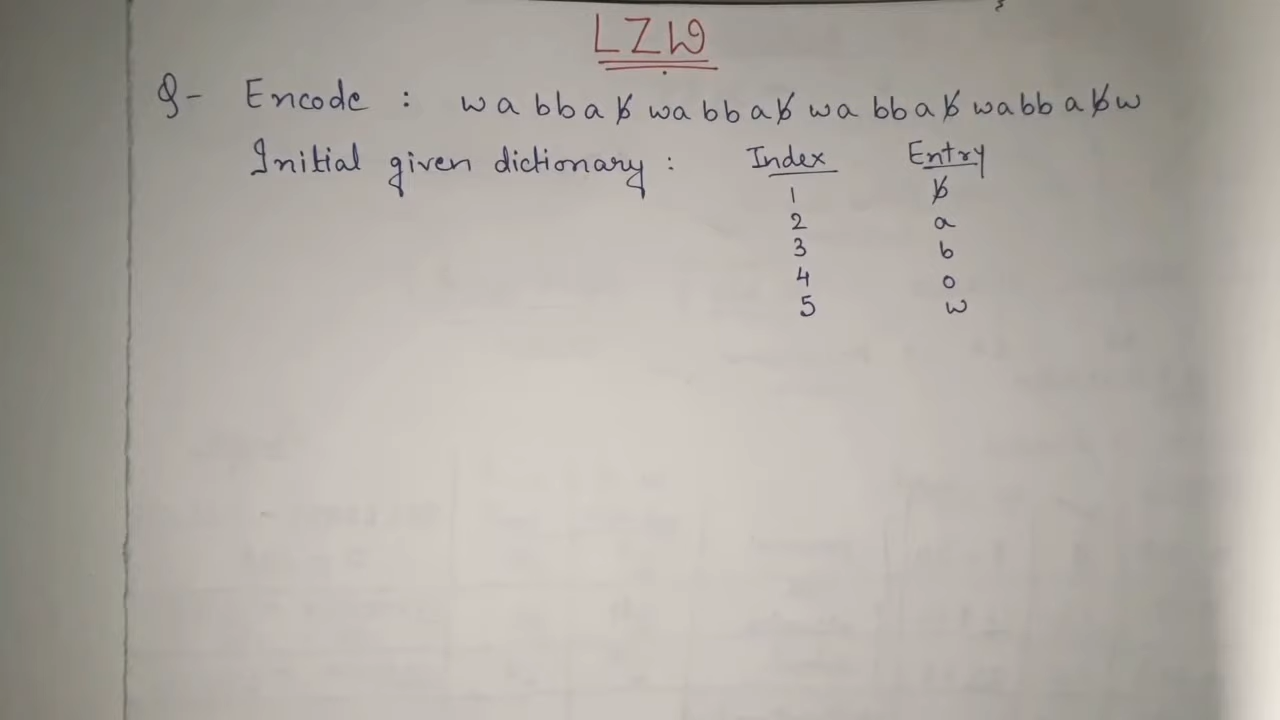 LZW
Q- Encode : w a b b a ƀ w a b b a ƀ w a b b a ƀ w a b b a ƀ w
Initial given dictionary : Index Entry
1 ƀ
2 a
3 b
4 o
5 w